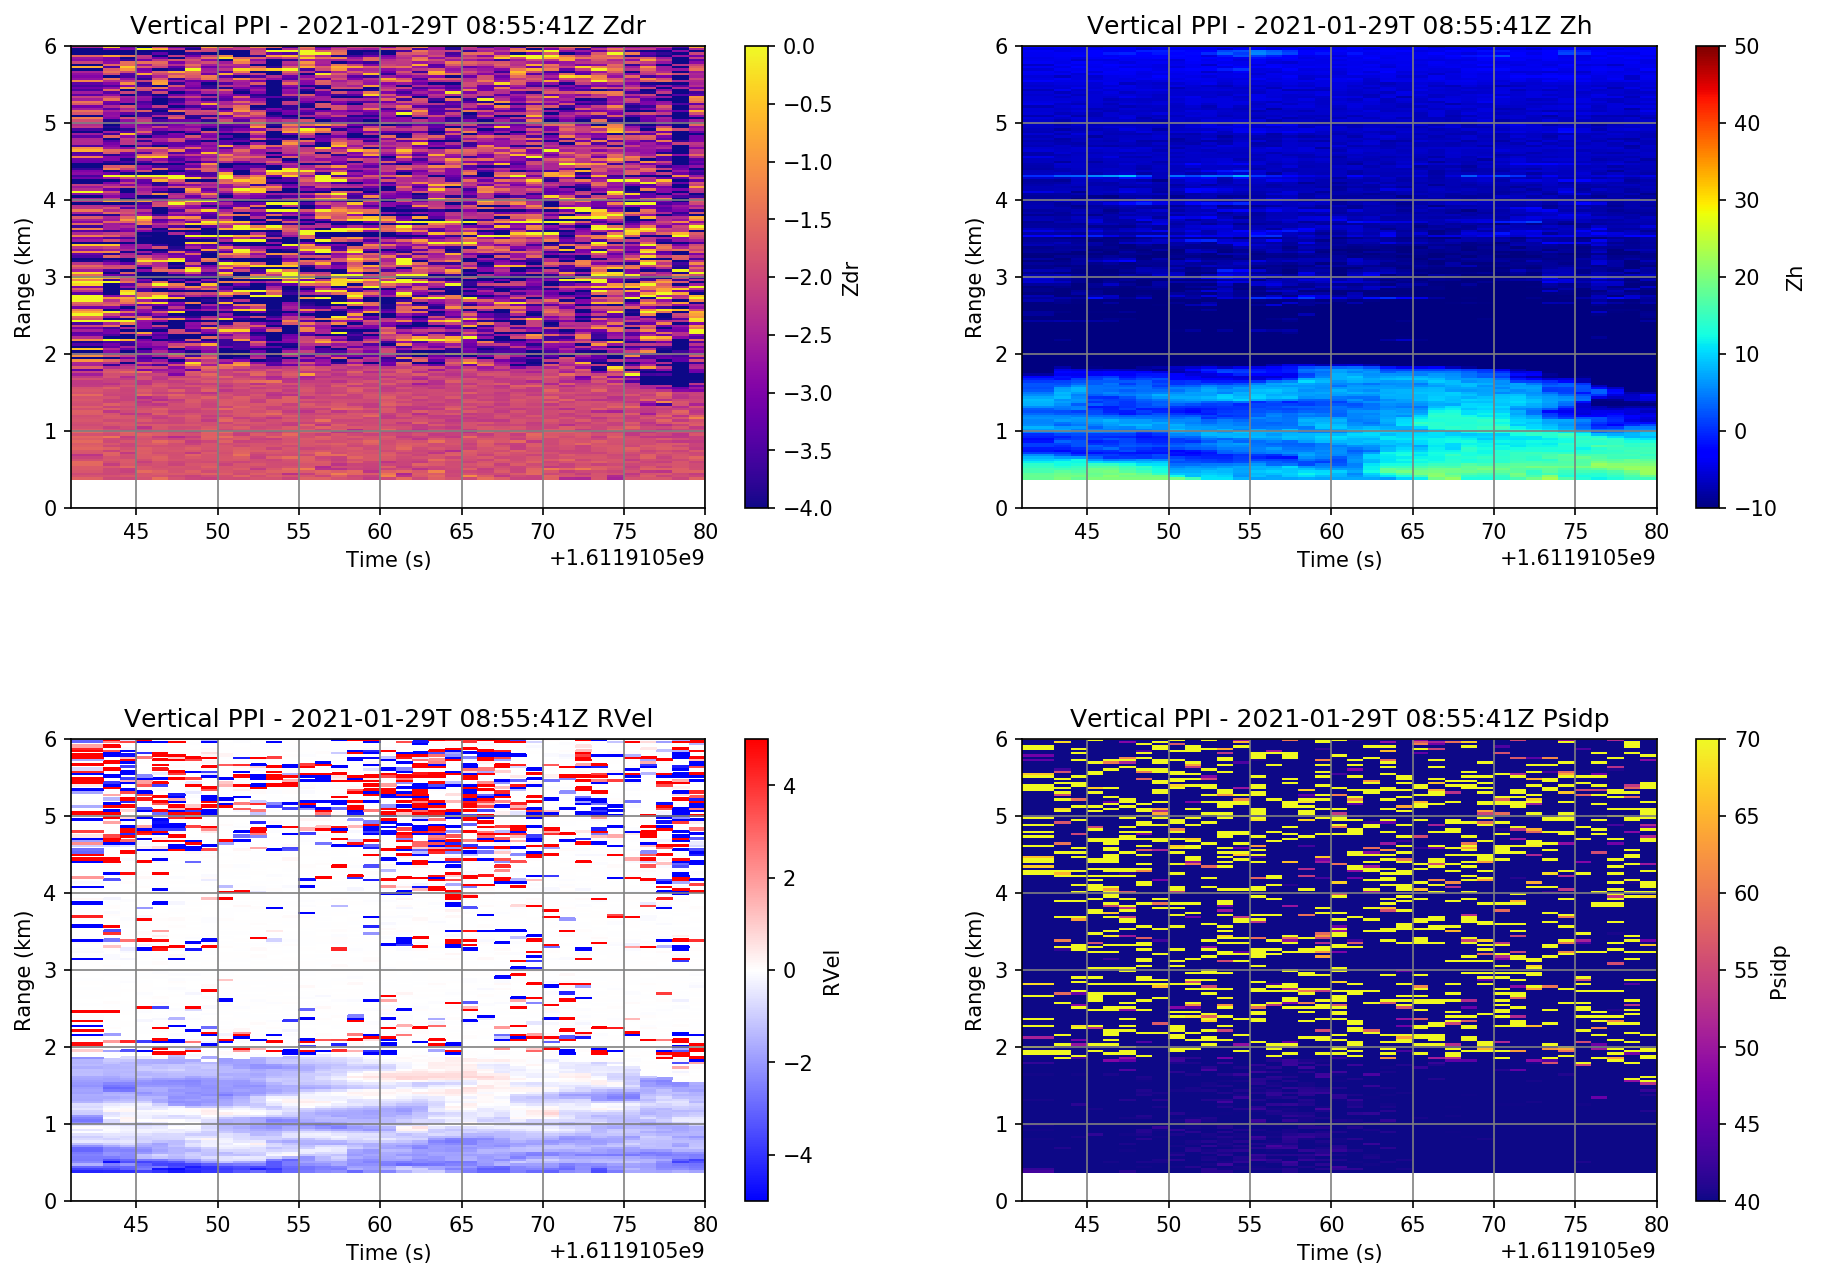 Vertical PPI - 2021-01-29T 08:55:41Z Zdr
6
5
4
3
2
1
0
Range (km)
45 50 55 60 65 70 75 80
Time (s)
+1.6119105e9
0.0
−0.5
−1.0
−1.5
−2.0
−2.5
−3.0
−3.5
−4.0
Zdr
Vertical PPI - 2021-01-29T 08:55:41Z Zh
6
5
4
3
2
1
0
Range (km)
45 50 55 60 65 70 75 80
Time (s)
+1.6119105e9
50
40
30
20
10
0
−10
Zh
Vertical PPI - 2021-01-29T 08:55:41Z RVel
6
5
4
3
2
1
0
Range (km)
45 50 55 60 65 70 75 80
Time (s)
+1.6119105e9
4
2
0
−2
−4
RVel
Vertical PPI - 2021-01-29T 08:55:41Z Psidp
6
5
4
3
2
1
0
Range (km)
45 50 55 60 65 70 75 80
Time (s)
+1.6119105e9
70
65
60
55
50
45
40
Psidp